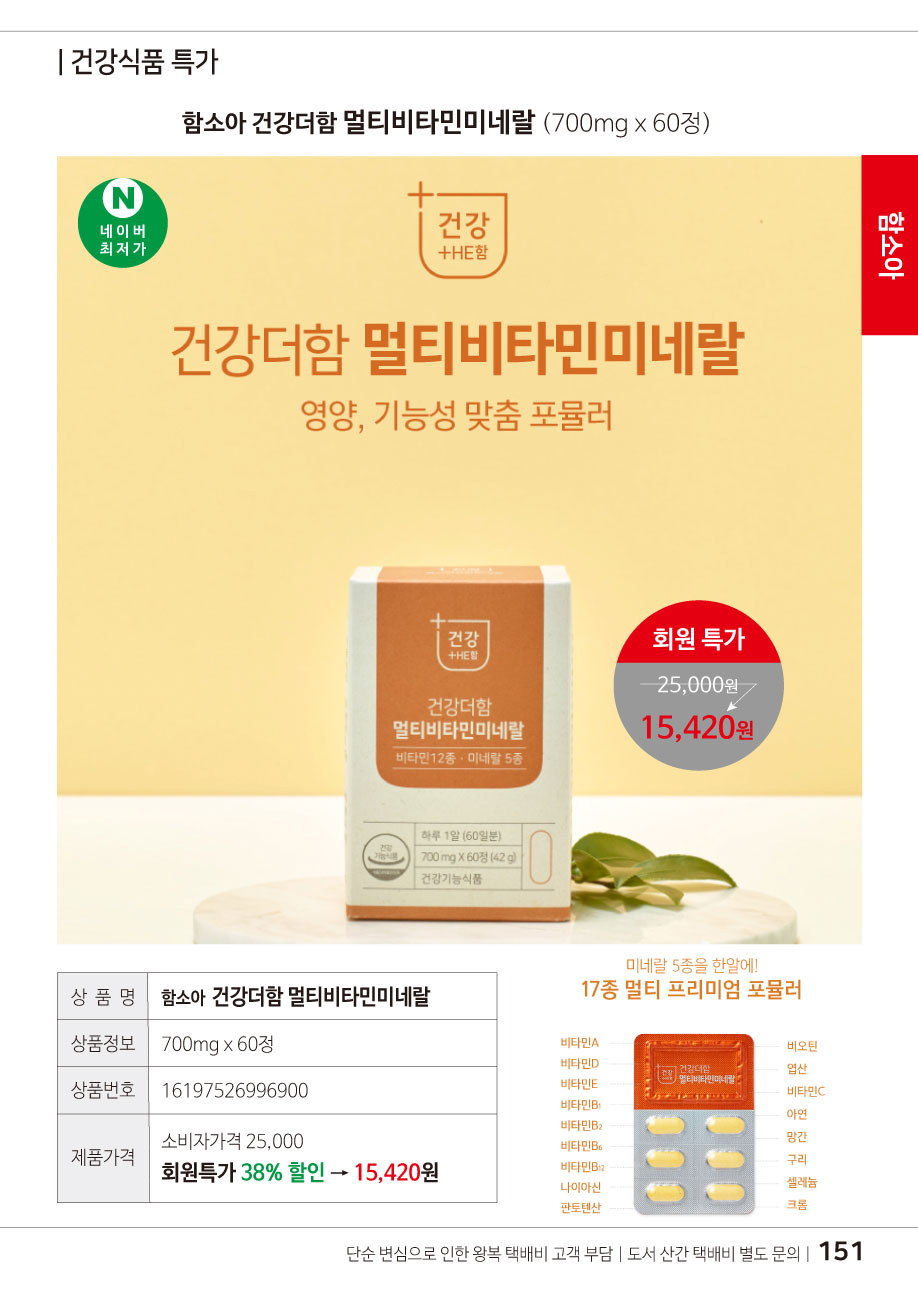 | 건강식품 특가
함소아 건강더함 멀티비타민미네랄 (700mg x 60정)
N
네이버
최저가
건강
+HE함
함소아
건강더함 멀티비타민미네랄
영양, 기능성 맞춤 포뮬러
건강
+HE함
건강더함
멀티비타민미네랄
비타민12종 · 미네랄 5종
건강
기능식품
하루 1알 (60일분)
700 mg X 60정 (42 g)
건강기능식품
회원 특가
25,000원
15,420원
상 품 명
함소아 건강더함 멀티비타민미네랄
상품정보
700mg x 60정
상품번호
16197526996900
제품가격
소비자가격 25,000
회원특가 38% 할인 → 15,420원
미네랄 5종을 한알에!
17종 멀티 프리미엄 포뮬러
비타민A
비타민D
비타민E
비타민B1
비타민B2
비타민B6
비타민B12
나이아신
판토텐산
건강
건강더함
멀티비타민미네랄
비오틴
엽산
비타민C
아연
망간
구리
셀레늄
크롬
단순 변심으로 인한 왕복 택배비 고객 부담 | 도서 산간 택배비 별도 문의 | 151